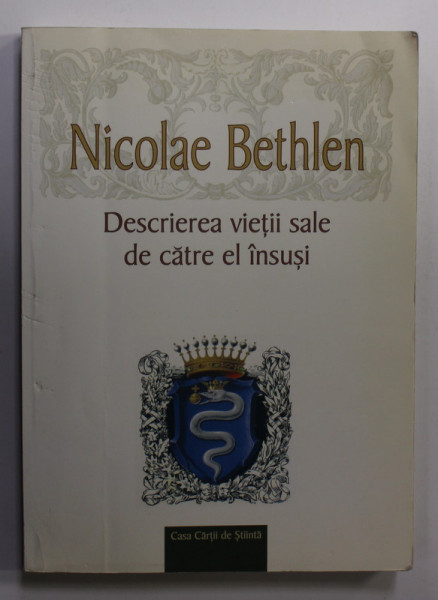 Nicolae Bethlen
Descrierea vieții sale
de către el însuși
Casa Cărții de Știință